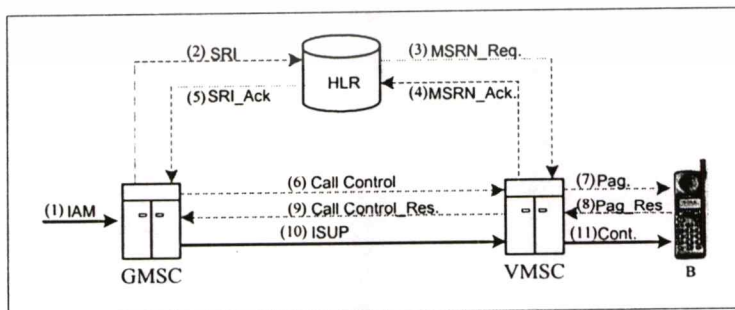 (2) SRI
(3) MSRN_Req.
HLR
(5) SRI_Ack
(4) MSRN_Ack.
(6) Call Control
(7) Pag.
(1) IAM
(9) Call Control_Res.
(8) Pag_Res
(10) ISUP
(11) Cont.
GMSC
VMSC
B